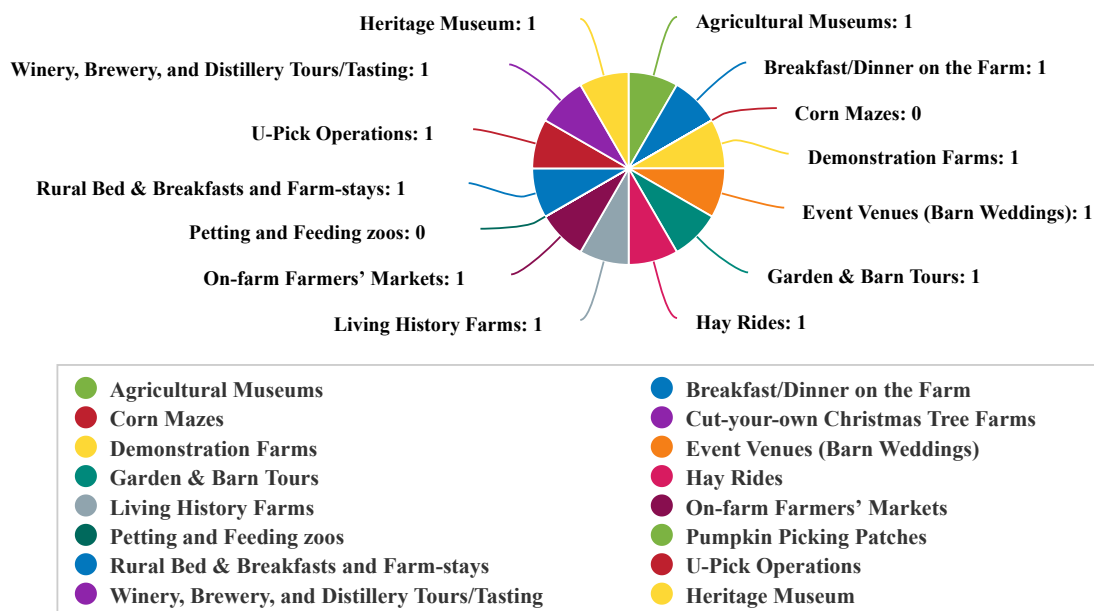 Heritage Museum: 1
Agricultural Museums: 1
Winery, Brewery, and Distillery Tours/Tasting: 1
Breakfast/Dinner on the Farm: 1
Corn Mazes: 0
U-Pick Operations: 1
Demonstration Farms: 1
Rural Bed & Breakfasts and Farm-stays: 1
Event Venues (Barn Weddings): 1
Petting and Feeding zoos: 0
On-farm Farmers’ Markets: 1
Garden & Barn Tours: 1
Living History Farms: 1
Hay Rides: 1
Agricultural Museums
Breakfast/Dinner on the Farm
Corn Mazes
Cut-your-own Christmas Tree Farms
Demonstration Farms
Event Venues (Barn Weddings)
Garden & Barn Tours
Hay Rides
Living History Farms
On-farm Farmers’ Markets
Petting and Feeding zoos
Pumpkin Picking Patches
Rural Bed & Breakfasts and Farm-stays
U-Pick Operations
Winery, Brewery, and Distillery Tours/Tasting
Heritage Museum